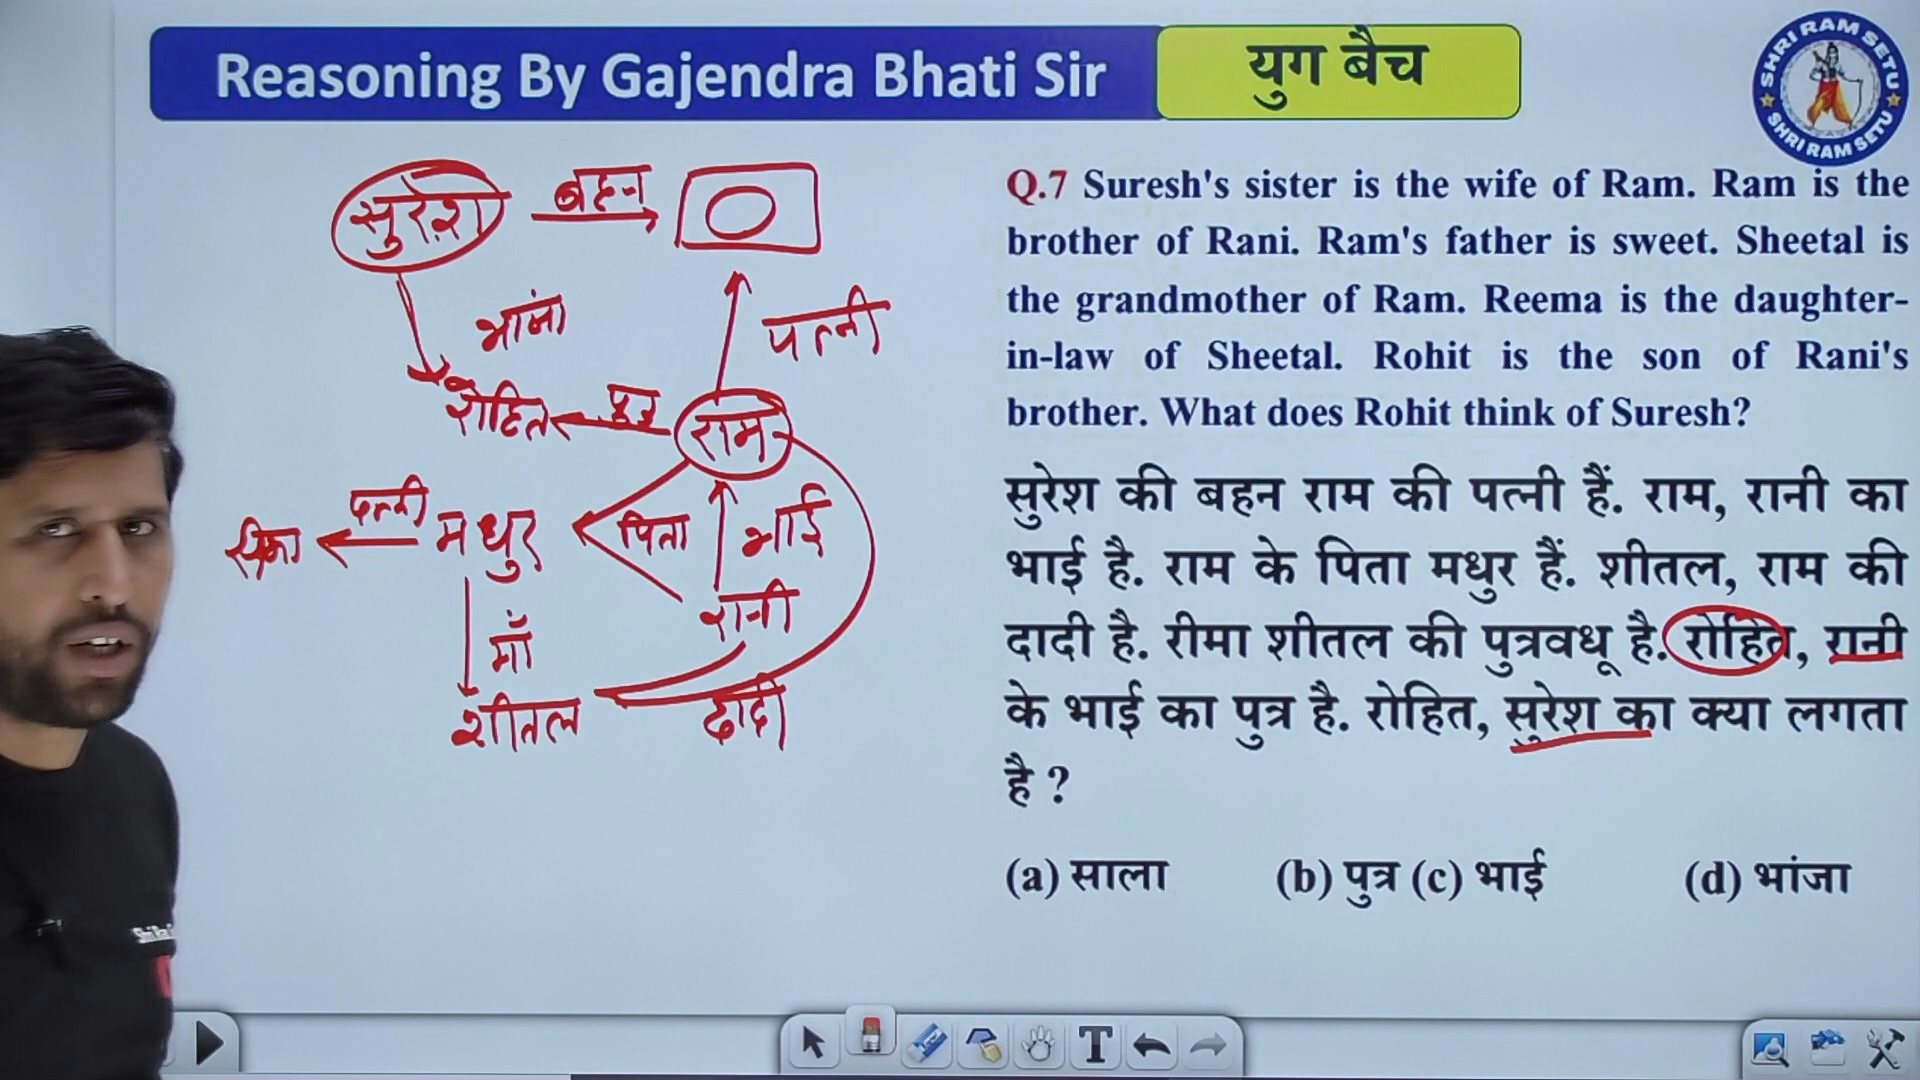 Reasoning By Gajendra Bhati Sir
युग बैच
SHRI RAM SETU
SHRI RAM SETU
सुरेश
बहन
भांजा
पत्नी
रोहित
पुत्र
राम
पत्नी
मधुर
पिता
भाई
रानी
माँ
शीतल
दादी
Q.7 Suresh's sister is the wife of Ram. Ram is the
brother of Rani. Ram's father is sweet. Sheetal is
the grandmother of Ram. Reema is the daughter-
in-law of Sheetal. Rohit is the son of Rani's
brother. What does Rohit think of Suresh?
सुरेश की बहन राम की पत्नी हैं. राम, रानी का
भाई है. राम के पिता मधुर हैं. शीतल, राम की
दादी है. रीमा शीतल की पुत्रवधू है. रोहित, रानी
के भाई का पुत्र है. रोहित, सुरेश का क्या लगता
है ?
(a) साला (b) पुत्र (c) भाई (d) भांजा
T